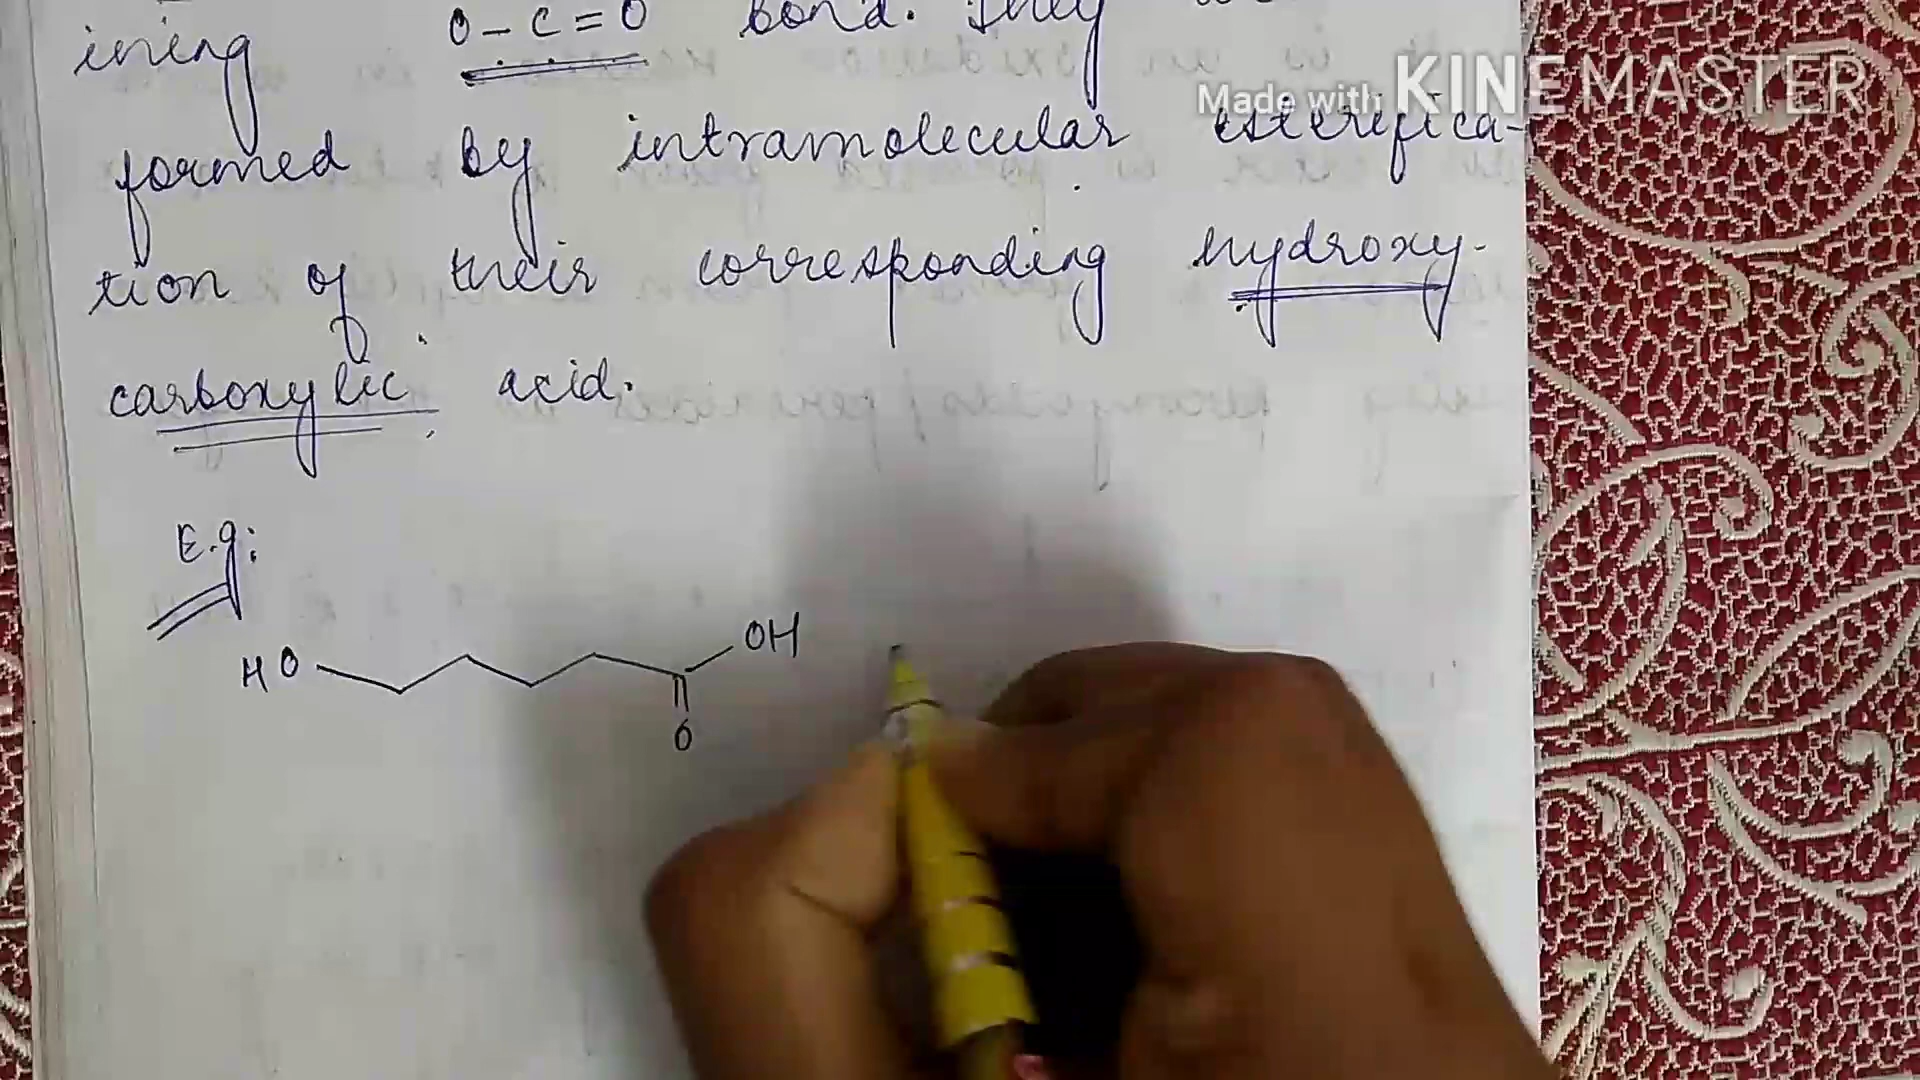 ining O-C=O bond. They
Made with KINEMASTER
formed by intramolecular esterifica-
tion of their corresponding hydroxy-
carboxylic acid.
E.g:
HO OH
O